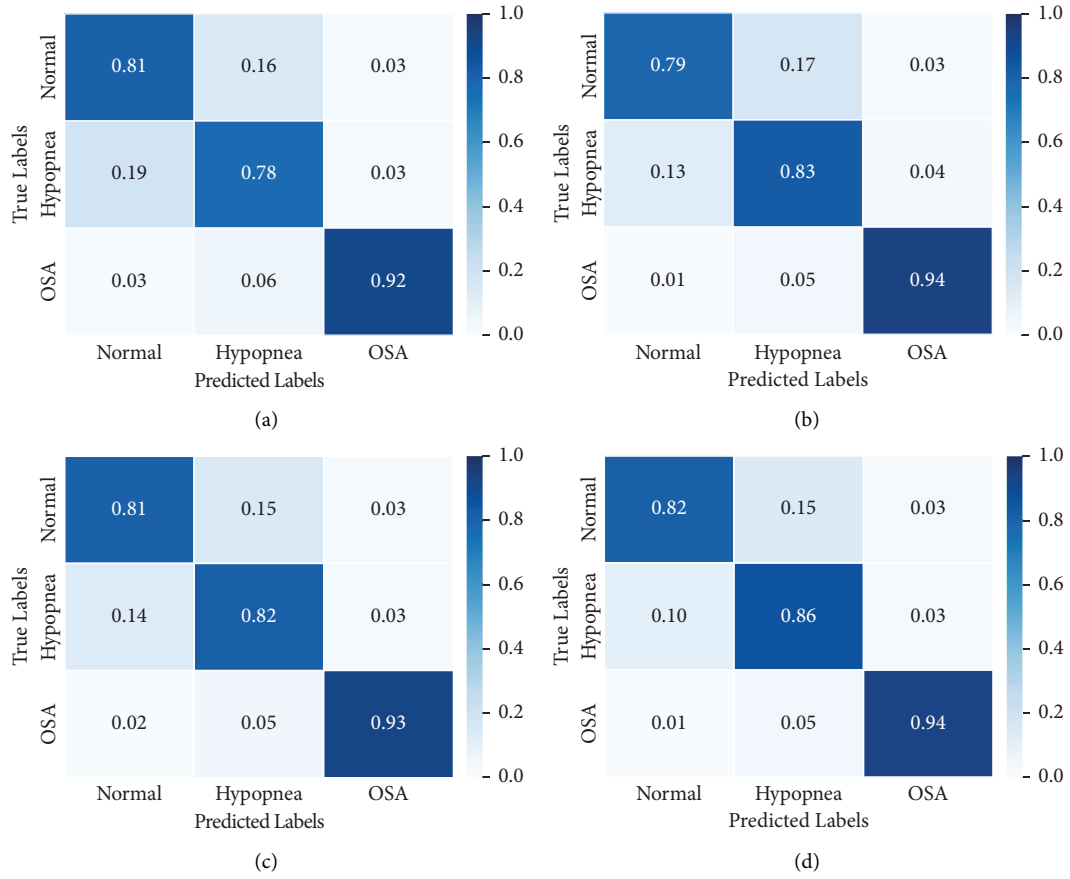 True Labels
Normal
Hypopnea
OSA
0.81 0.16 0.03
0.19 0.78 0.03
0.03 0.06 0.92
Normal Hypopnea OSA
Predicted Labels
1.0
0.8
0.6
0.4
0.2
0.0
(a)
True Labels
Normal
Hypopnea
OSA
0.79 0.17 0.03
0.13 0.83 0.04
0.01 0.05 0.94
Normal Hypopnea OSA
Predicted Labels
1.0
0.8
0.6
0.4
0.2
0.0
(b)
True Labels
Normal
Hypopnea
OSA
0.81 0.15 0.03
0.14 0.82 0.03
0.02 0.05 0.93
Normal Hypopnea OSA
Predicted Labels
1.0
0.8
0.6
0.4
0.2
0.0
(c)
True Labels
Normal
Hypopnea
OSA
0.82 0.15 0.03
0.10 0.86 0.03
0.01 0.05 0.94
Normal Hypopnea OSA
Predicted Labels
1.0
0.8
0.6
0.4
0.2
0.0
(d)